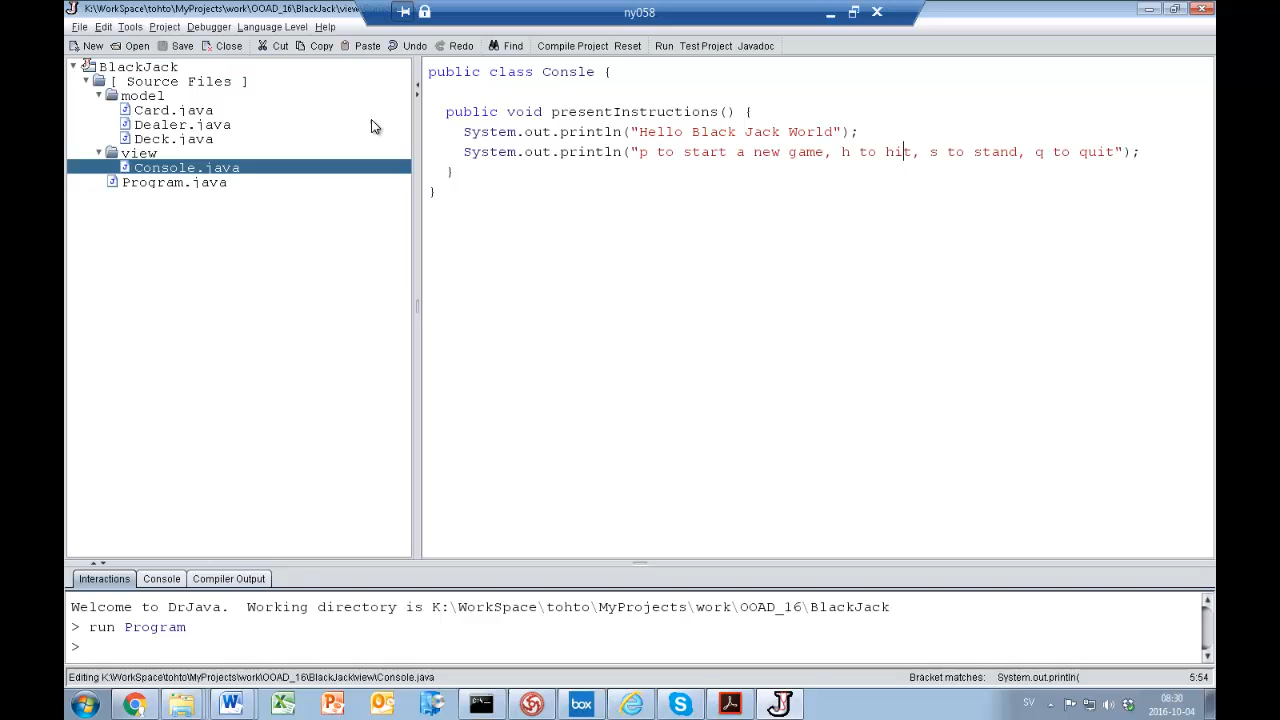 K:\WorkSpace\tohto\MyProjects\work\OOAD_16\BlackJack\view
ny058
File Edit Tools Project Debugger Language Level Help
New Open Save Close Cut Copy Paste Undo Redo Find Compile Project Reset Run Test Project Javadoc
BlackJack
[ Source Files ]
model
Card.java
Dealer.java
Deck.java
view
Console.java
Program.java
public class Consle {
public void presentInstructions() {
System.out.println("Hello Black Jack World");
System.out.println("p to start a new game, h to hit, s to stand, q to quit");
}
}
Interactions Console Compiler Output
Welcome to DrJava.  Working directory is K:\WorkSpace\tohto\MyProjects\work\OOAD_16\BlackJack
> run Program
>
Editing K:\WorkSpace\tohto\MyProjects\work\OOAD_16\BlackJack\view\Console.java Bracket matches: System.out.println( 5:54
box
SV 08:30
2016-10-04